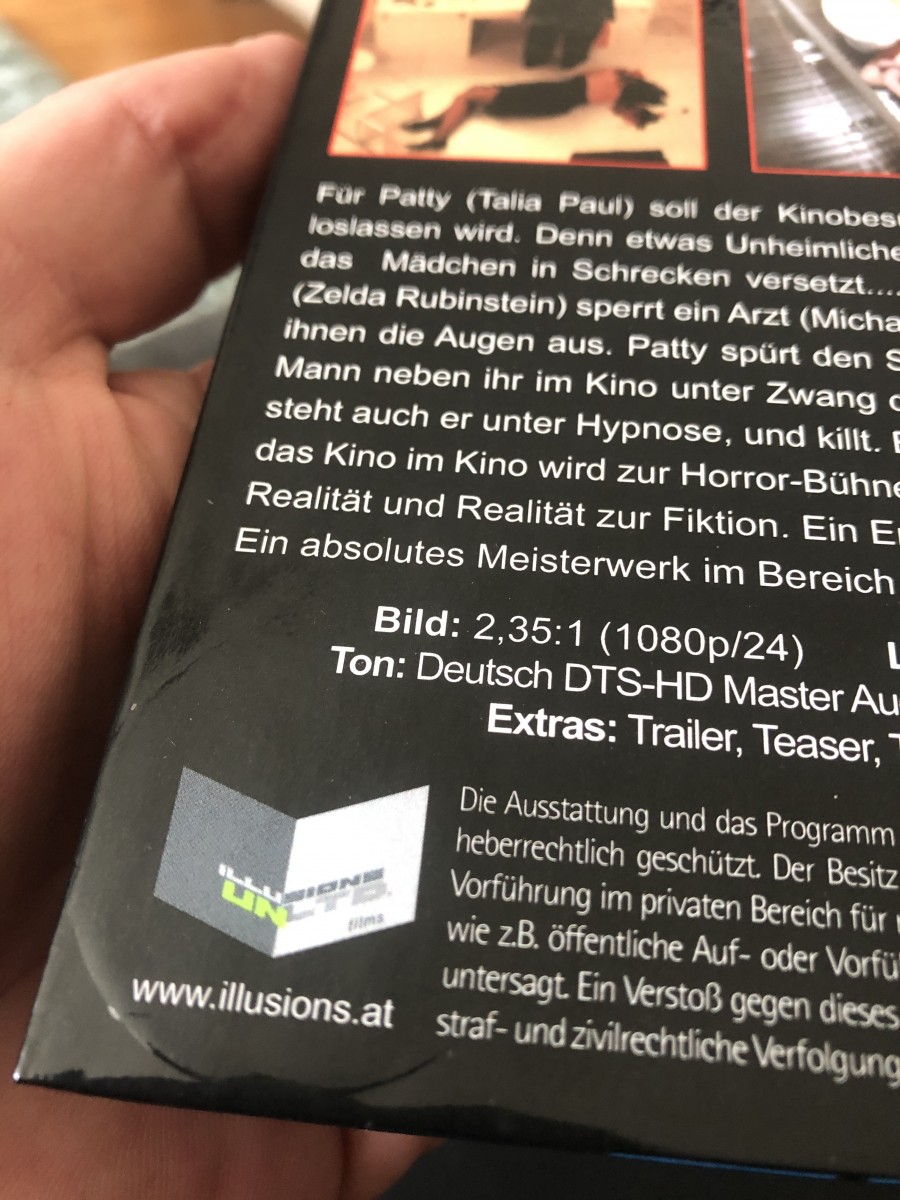 Für Patty (Talia Paul) soll der Kinobes
loslassen wird. Denn etwas Unheimliche
das Mädchen in Schrecken versetzt....
(Zelda Rubinstein) sperrt ein Arzt (Micha
ihnen die Augen aus. Patty spürt den S
Mann neben ihr im Kino unter Zwang
steht auch er unter Hypnose, und killt.
das Kino im Kino wird zur Horror-Bühne
Realität und Realität zur Fiktion. Ein E
Ein absolutes Meisterwerk im Bereich
Bild: 2,35:1 (1080p/24)
Ton: Deutsch DTS-HD Master Au
Extras: Trailer, Teaser, T
Die Ausstattung und das Programm
heberrechtlich geschützt. Der Besitz
Vorführung im privaten Bereich für
wie z.B. öffentliche Auf- oder Vorfü
untersagt. Ein Verstoß gegen dieses
straf- und zivilrechtliche Verfolgung
ILLUSIONS
UNLTD.
films
www.illusions.at